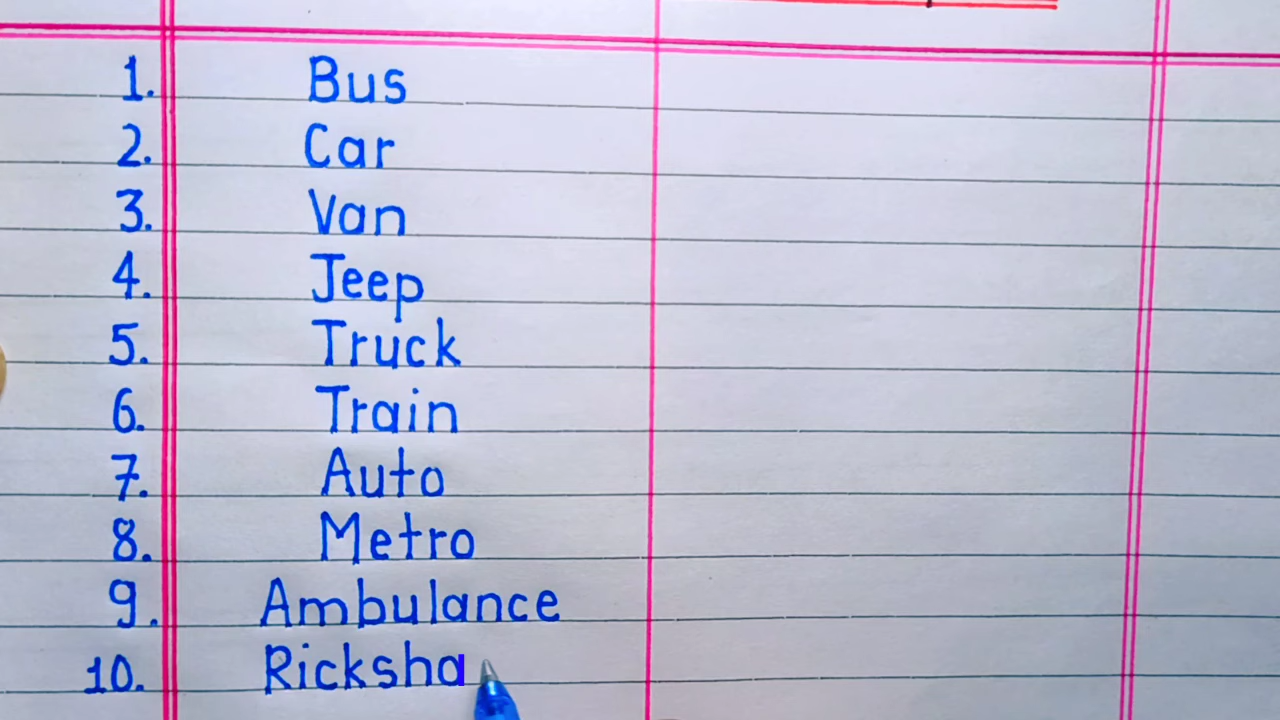 1. Bus
2. Car
3. Van
4. Jeep
5. Truck
6. Train
7. Auto
8. Metro
9. Ambulance
10. Ricksha